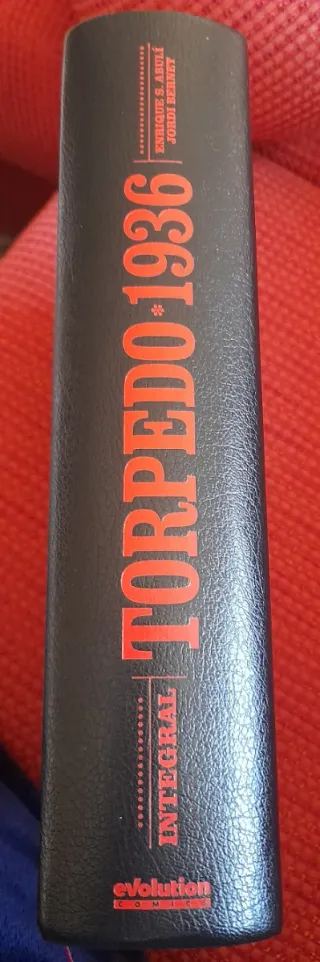 ENRIQUE S. ABULÍ
JORDI BERNET
TORPEDO*1936
INTEGRAL
evolution
COMICS